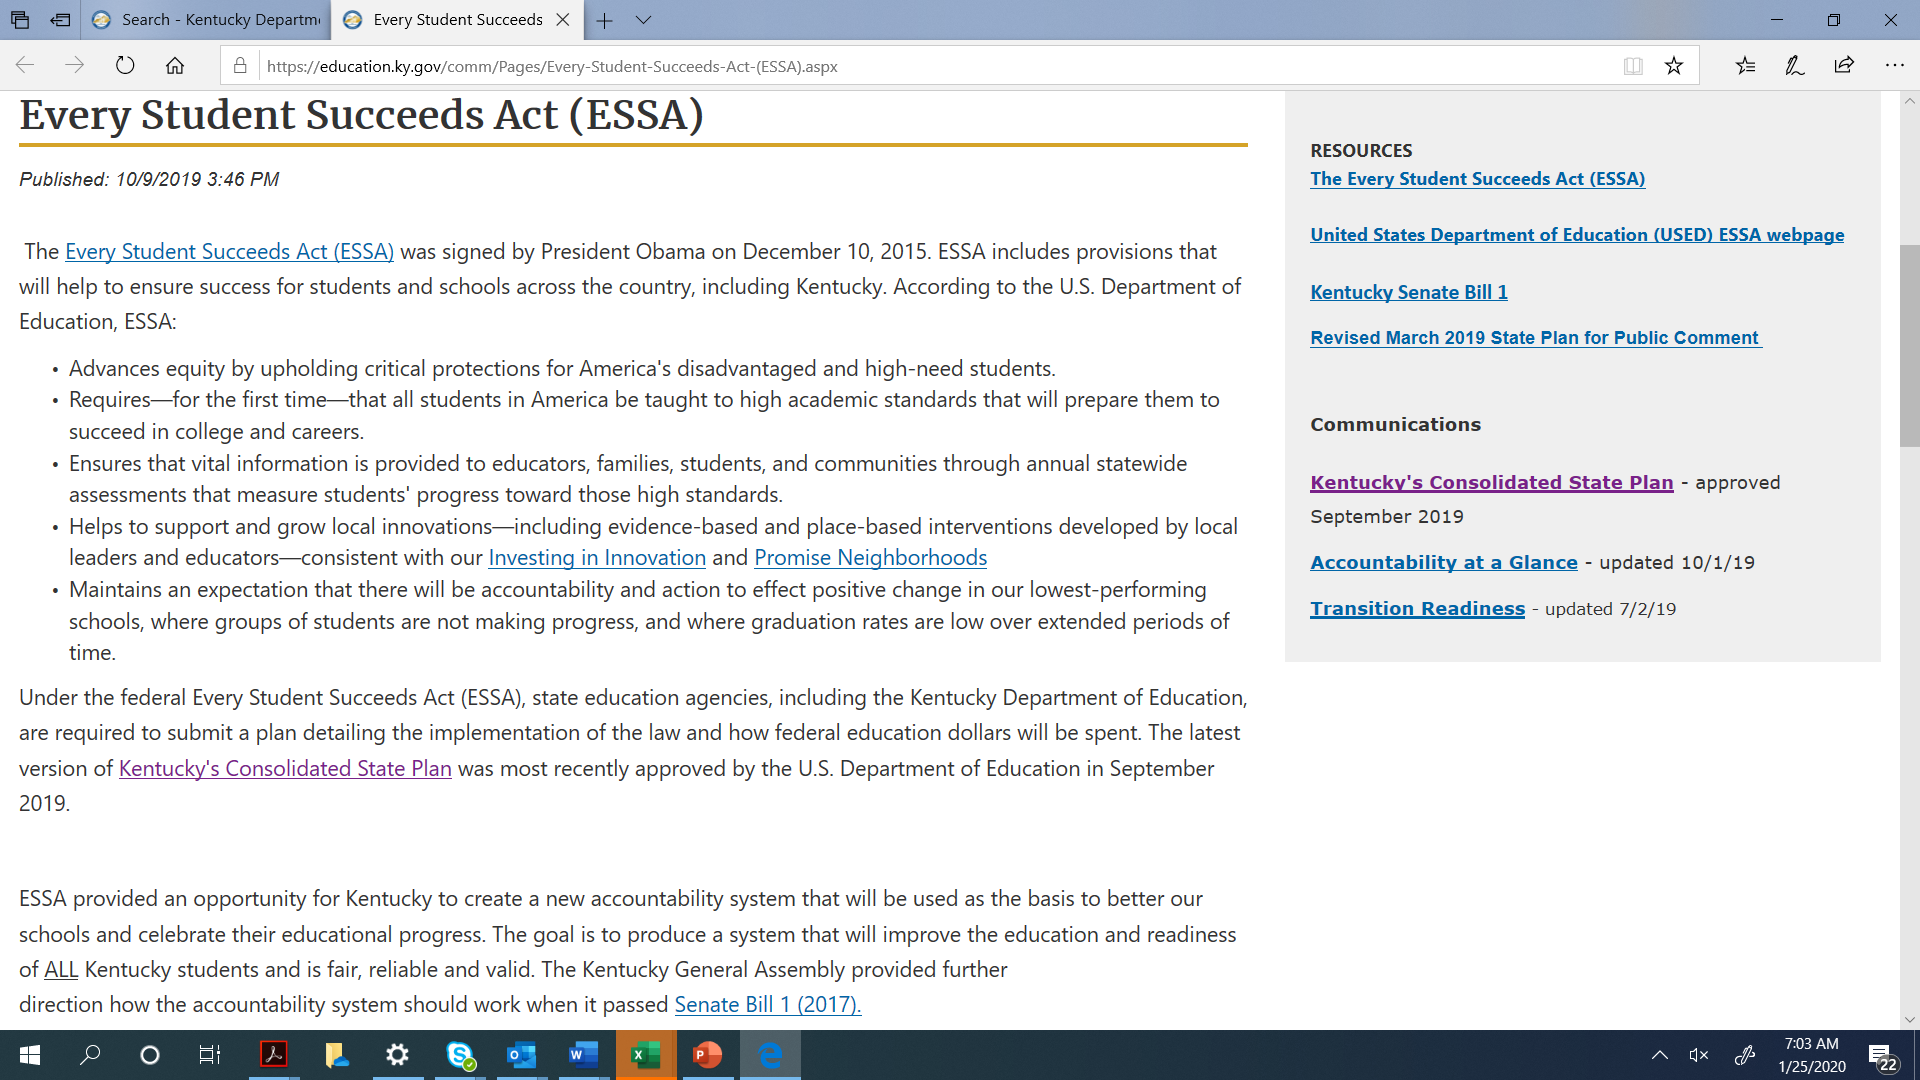 Search - Kentucky Departm
Every Student Succeeds
https://education.ky.gov/comm/Pages/Every-Student-Succeeds-Act-(ESSA).aspx
Every Student Succeeds Act (ESSA)
Published: 10/9/2019 3:46 PM
The Every Student Succeeds Act (ESSA) was signed by President Obama on December 10, 2015. ESSA includes provisions that
will help to ensure success for students and schools across the country, including Kentucky. According to the U.S. Department of
Education, ESSA:
• Advances equity by upholding critical protections for America's disadvantaged and high-need students.
• Requires—for the first time—that all students in America be taught to high academic standards that will prepare them to
succeed in college and careers.
• Ensures that vital information is provided to educators, families, students, and communities through annual statewide
assessments that measure students' progress toward those high standards.
• Helps to support and grow local innovations—including evidence-based and place-based interventions developed by local
leaders and educators—consistent with our Investing in Innovation and Promise Neighborhoods
• Maintains an expectation that there will be accountability and action to effect positive change in our lowest-performing
schools, where groups of students are not making progress, and where graduation rates are low over extended periods of
time.
Under the federal Every Student Succeeds Act (ESSA), state education agencies, including the Kentucky Department of Education,
are required to submit a plan detailing the implementation of the law and how federal education dollars will be spent. The latest
version of Kentucky's Consolidated State Plan was most recently approved by the U.S. Department of Education in September
2019.
ESSA provided an opportunity for Kentucky to create a new accountability system that will be used as the basis to better our
schools and celebrate their educational progress. The goal is to produce a system that will improve the education and readiness
of ALL Kentucky students and is fair, reliable and valid. The Kentucky General Assembly provided further
direction how the accountability system should work when it passed Senate Bill 1 (2017).
RESOURCES
The Every Student Succeeds Act (ESSA)
United States Department of Education (USED) ESSA webpage
Kentucky Senate Bill 1
Revised March 2019 State Plan for Public Comment
Communications
Kentucky's Consolidated State Plan - approved
September 2019
Accountability at a Glance - updated 10/1/19
Transition Readiness - updated 7/2/19
7:03 AM
1/25/2020
22